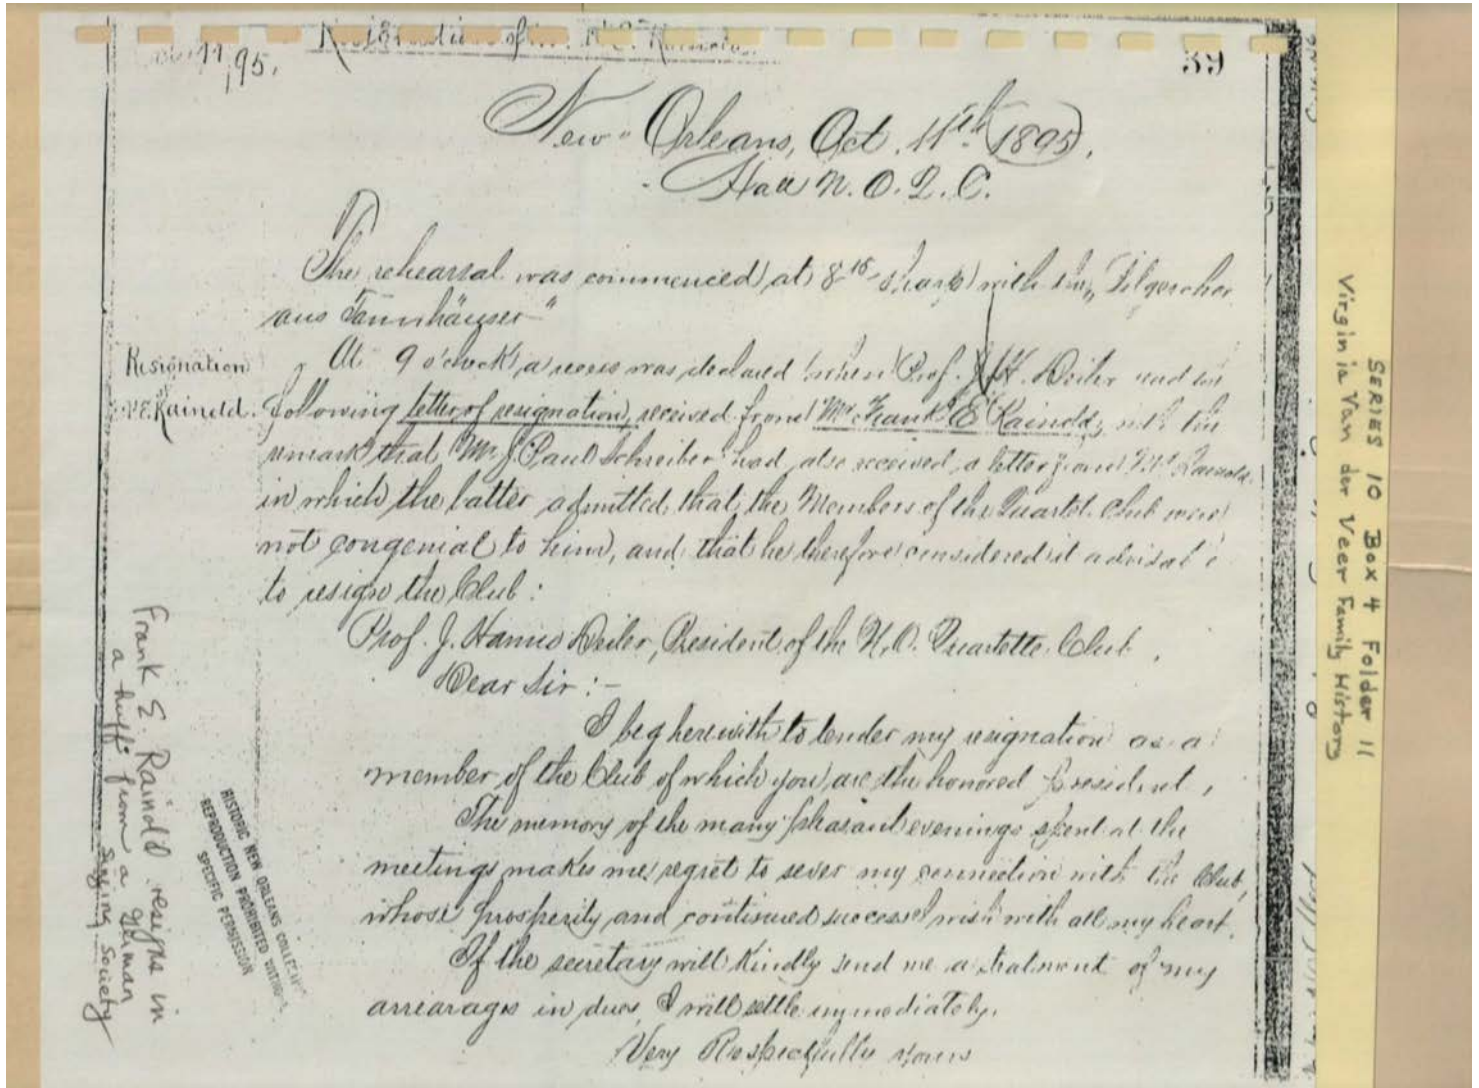 Resignation of Mr. F. E. Rainold.
Oct. 11, 95.
39
New Orleans, Oct. 11th 1895.
Hall N. O. Q. C.
The rehearsal was commenced at 8 15 sharp with the „Pilgerchor
aus Tannhäuser"
At 9 o'clock a recess was declared when Prof. J. H. Deiler read the
Resignation
F. E. Rainold.
following letter of resignation, received from Mr. Frank E. Rainold, with the
remark that Mr. J. Paul Schreiber had also received a letter from Mr. Rainold
in which the latter admitted that the Members of the Quartet Club were
not congenial to him, and that he therefore considered it
to resign the Club:
Prof. J. Hanno Deiler, President of the N. O. Quartette Club.
Dear Sir:-
I beg herewith to tender my resignation as a
member of the Club of which you are the honored President,
The memory of the many pleasant evenings spent at the
meetings makes me regret to sever my connection with the Club,
whose prosperity and continued success I wish with all my heart.
If the secretary will kindly send me a statment of my
arrearages in dues, I will settle immediately.
Very Respectfully yours
Frank E. Rainold resigns in
a "huff" from a German
Singing Society
HISTORIC NEW ORLEANS COLLECTION
REPRODUCTION PROHIBITED WITHOUT
SPECIFIC PERMISSION
SERIES 10 Box 4 Folder 11
Virginia Van der Veer Family History